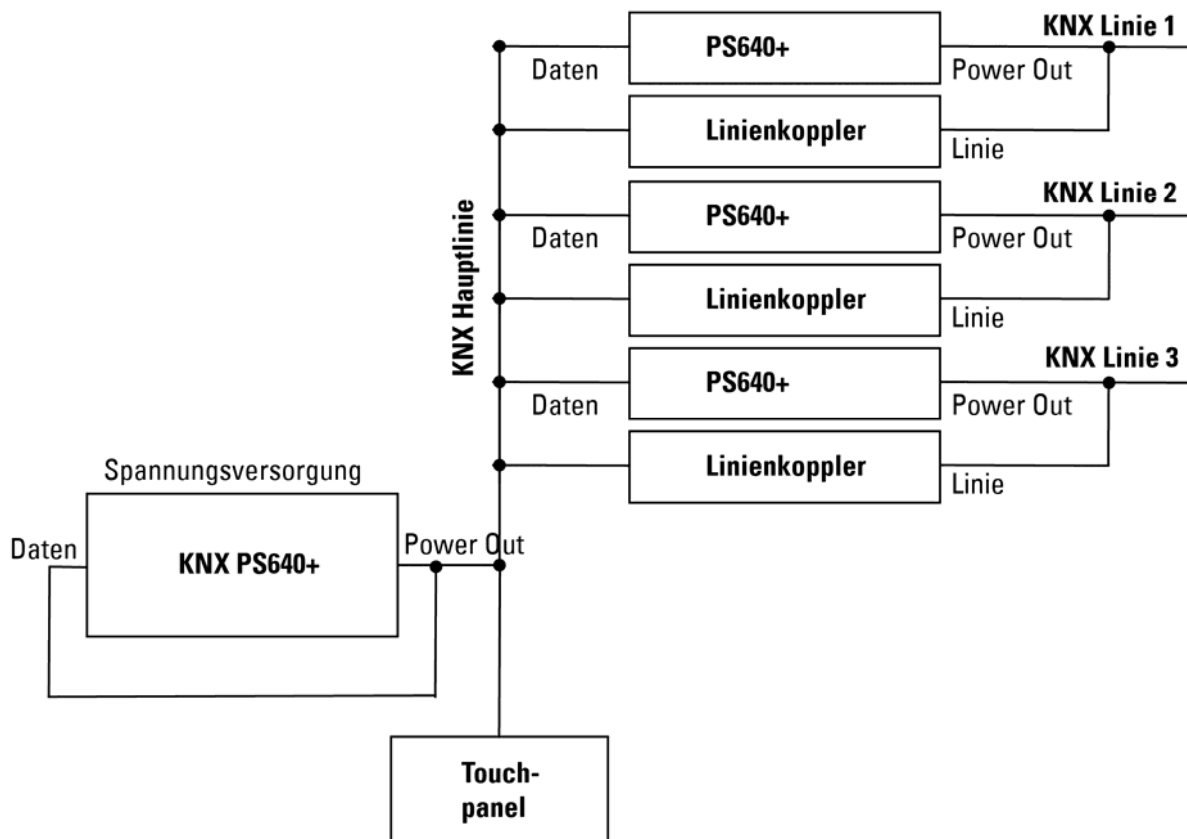 KNX Linie 1
PS640+
Daten
Power Out
Linienkoppler
Linie
KNX Linie 2
PS640+
Daten
Power Out
Linienkoppler
Linie
KNX Hauptlinie
KNX Linie 3
PS640+
Daten
Power Out
Linienkoppler
Linie
Spannungsversorgung
Daten
KNX PS640+
Power Out
Touch-
panel